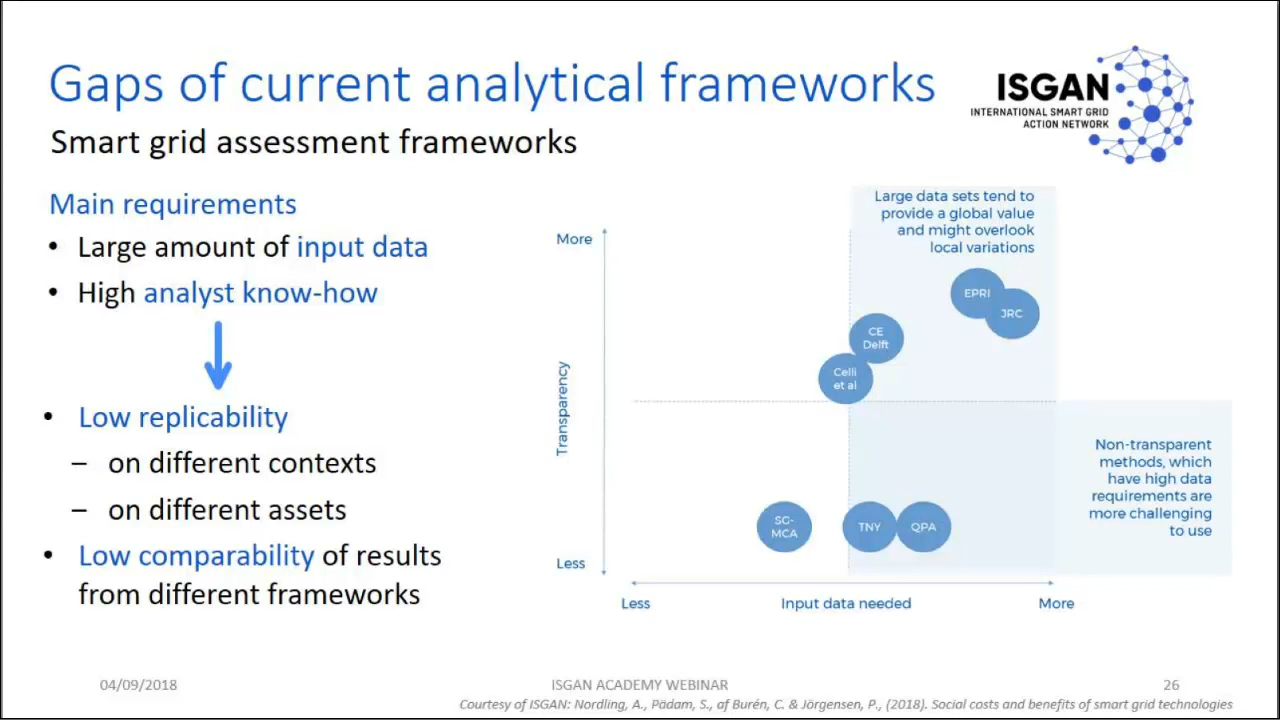 Gaps of current analytical frameworks
Smart grid assessment frameworks
ISGAN
INTERNATIONAL SMART GRID
ACTION NETWORK
Main requirements
• Large amount of input data
• High analyst know-how
• Low replicability
– on different contexts
– on different assets
• Low comparability of results
from different frameworks
Large data sets tend to
provide a global value
and might overlook
local variations
More
Transparency
Less
EPRI
JRC
CE
Delft
Celli
et al
SG-
MCA
TNY
QPA
Non-transparent
methods, which
have high data
requirements are
more challenging
to use
Less
Input data needed
More
04/09/2018
ISGAN ACADEMY WEBINAR
26
Courtesy of ISGAN: Nordling, A., Pädam, S., af Burén, C. & Jörgensen, P., (2018). Social costs and benefits of smart grid technologies